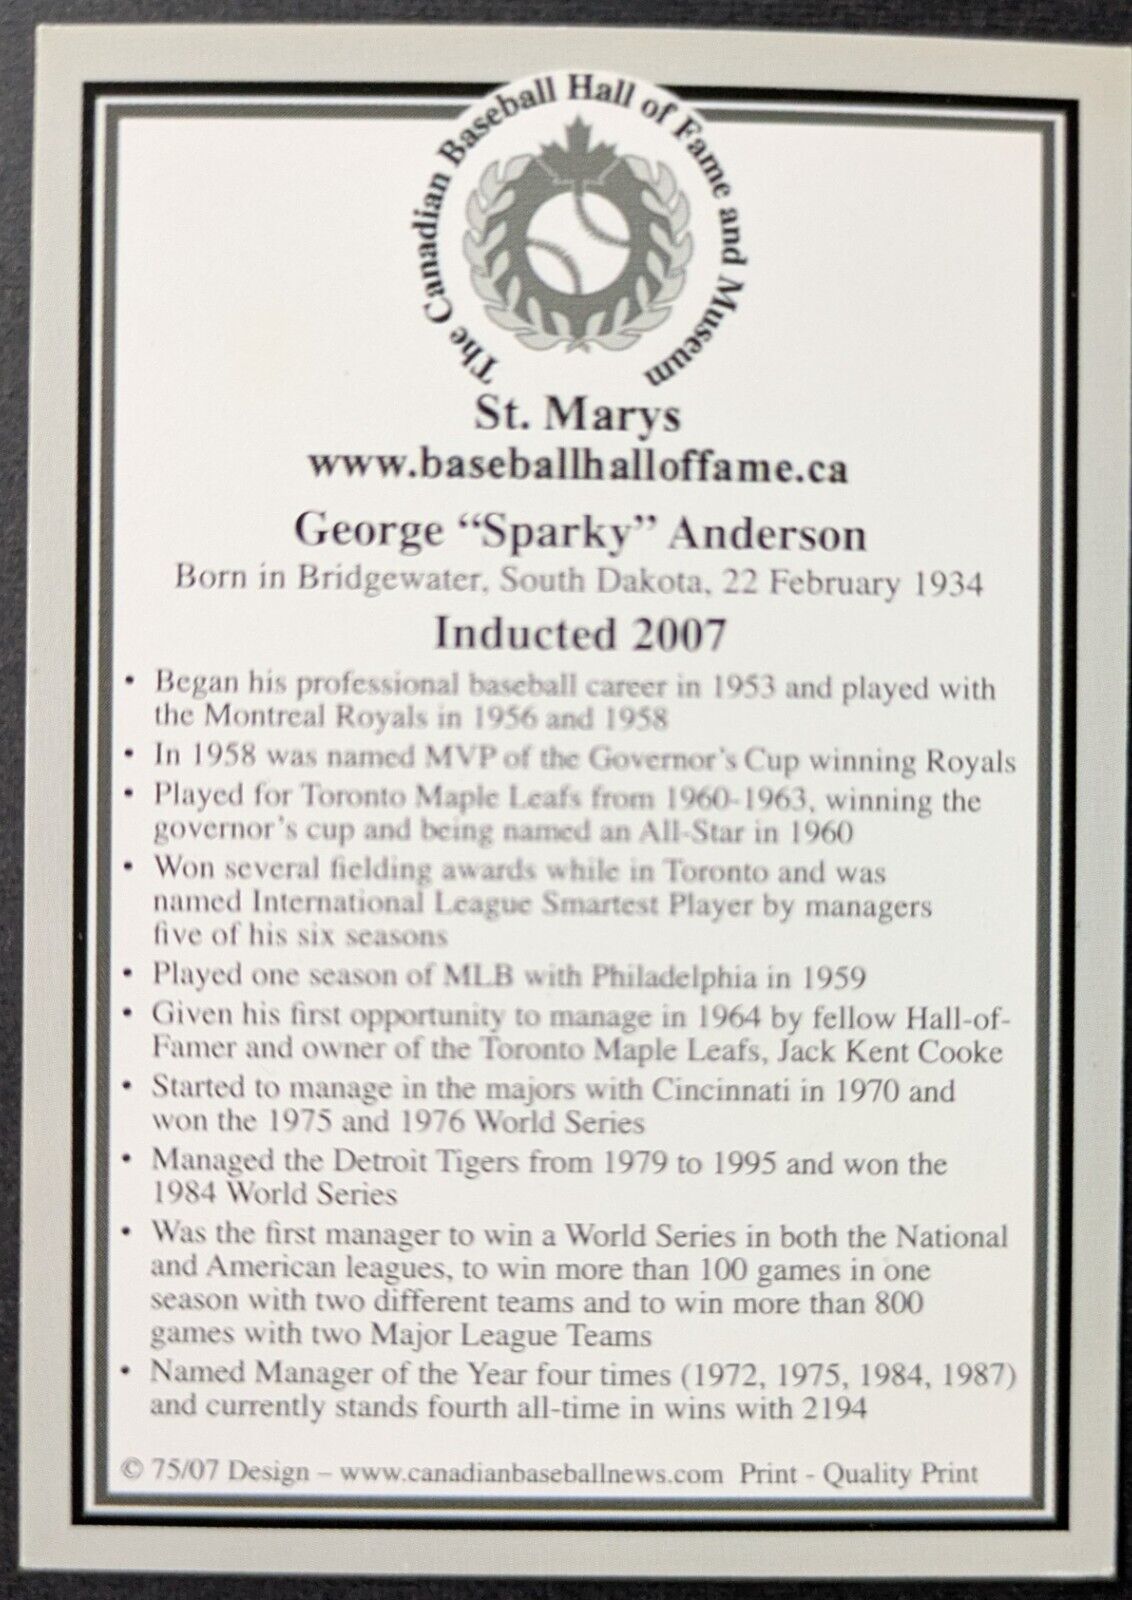 The Canadian Baseball Hall of Fame and Museum
St. Marys
www.baseballhalloffame.ca
George “Sparky” Anderson
Born in Bridgewater, South Dakota, 22 February 1934
Inducted 2007
• Began his professional baseball career in 1953 and played with
the Montreal Royals in 1956 and 1958
• In 1958 was named MVP of the Governor's Cup winning Royals
• Played for Toronto Maple Leafs from 1960-1963, winning the
governor's cup and being named an All-Star in 1960
• Won several fielding awards while in Toronto and was
named International League Smartest Player by managers
five of his six seasons
• Played one season of MLB with Philadelphia in 1959
• Given his first opportunity to manage in 1964 by fellow Hall-of-
Famer and owner of the Toronto Maple Leafs, Jack Kent Cooke
• Started to manage in the majors with Cincinnati in 1970 and
won the 1975 and 1976 World Series
• Managed the Detroit Tigers from 1979 to 1995 and won the
1984 World Series
• Was the first manager to win a World Series in both the National
and American leagues, to win more than 100 games in one
season with two different teams and to win more than 800
games with two Major League Teams
• Named Manager of the Year four times (1972, 1975, 1984, 1987)
and currently stands fourth all-time in wins with 2194
© 75/07 Design – www.canadianbaseballnews.com Print - Quality Print